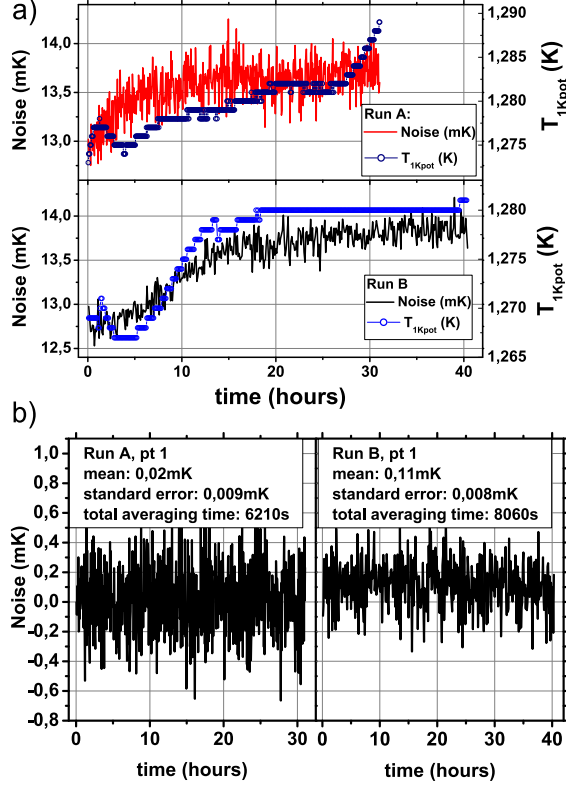 a)
14,0
13,5
13,0
Noise (mK)
1,290
1,285
1,280
1,275
T1Kpot (K)
Run A:
Noise (mK)
T1Kpot (K)
14,0
13,5
13,0
12,5
Noise (mK)
1,280
1,275
1,270
1,265
T1Kpot (K)
Run B
Noise (mK)
T1Kpot (K)
0 10 20 30 40
time (hours)
b)
1,0
0,8
0,6
0,4
0,2
0,0
-0,2
-0,4
-0,6
-0,8
Noise (mK)
Run A, pt 1
mean: 0,02mK
standard error: 0,009mK
total averaging time: 6210s
Run B, pt 1
mean: 0,11mK
standard error: 0,008mK
total averaging time: 8060s
0 10 20 30
0 10 20 30 40
time (hours)
time (hours)